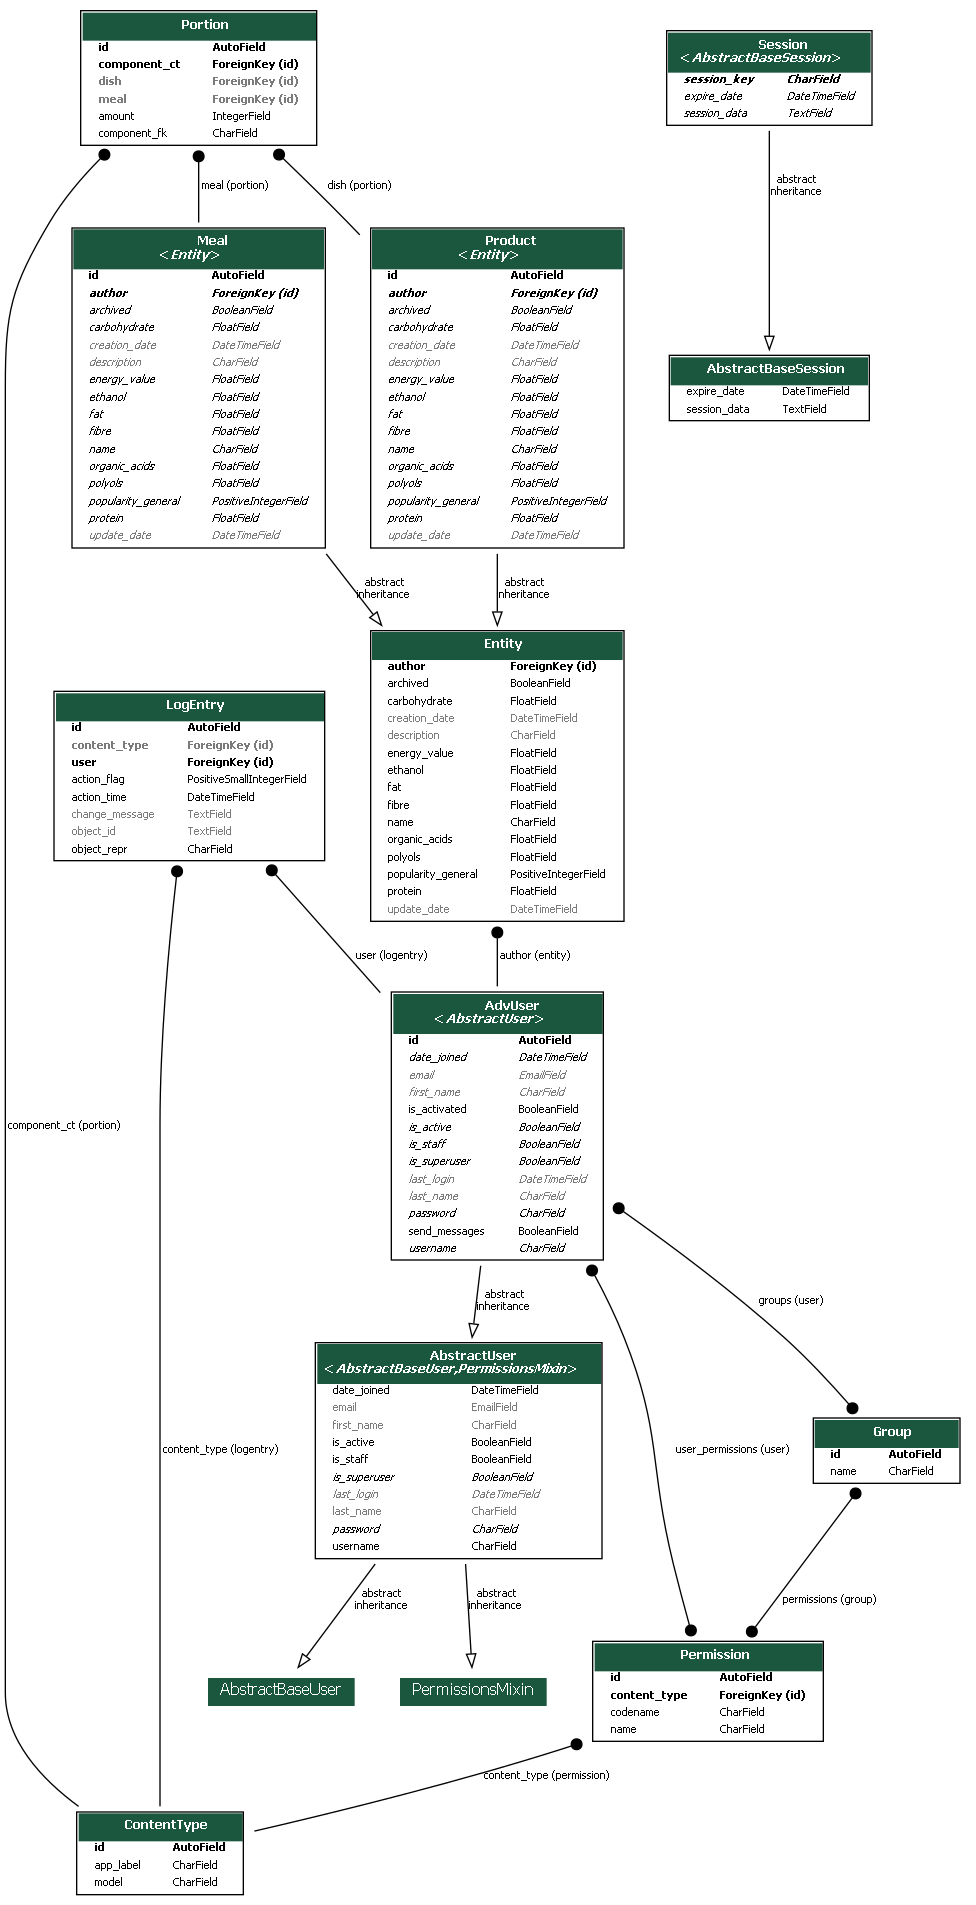 Portion
id AutoField
component_ct ForeignKey (id)
dish ForeignKey (id)
meal ForeignKey (id)
amount IntegerField
component_fk CharField
Session
<AbstractBaseSession>
session_key CharField
expire_date DateTimeField
session_data TextField
meal (portion)
dish (portion)
abstract
inheritance
Meal
<Entity>
id AutoField
author ForeignKey (id)
archived BooleanField
carbohydrate FloatField
creation_date DateTimeField
description CharField
energy_value FloatField
ethanol FloatField
fat FloatField
fibre FloatField
name CharField
organic_acids FloatField
polyols FloatField
popularity_general PositiveIntegerField
protein FloatField
update_date DateTimeField
Product
<Entity>
id AutoField
author ForeignKey (id)
archived BooleanField
carbohydrate FloatField
creation_date DateTimeField
description CharField
energy_value FloatField
ethanol FloatField
fat FloatField
fibre FloatField
name CharField
organic_acids FloatField
polyols FloatField
popularity_general PositiveIntegerField
protein FloatField
update_date DateTimeField
AbstractBaseSession
expire_date DateTimeField
session_data TextField
abstract
inheritance
abstract
inheritance
Entity
author ForeignKey (id)
archived BooleanField
carbohydrate FloatField
creation_date DateTimeField
description CharField
energy_value FloatField
ethanol FloatField
fat FloatField
fibre FloatField
name CharField
organic_acids FloatField
polyols FloatField
popularity_general PositiveIntegerField
protein FloatField
update_date DateTimeField
LogEntry
id AutoField
content_type ForeignKey (id)
user ForeignKey (id)
action_flag PositiveSmallIntegerField
action_time DateTimeField
change_message TextField
object_id TextField
object_repr CharField
user (logentry)
author (entity)
AdvUser
<AbstractUser>
id AutoField
date_joined DateTimeField
email EmailField
first_name CharField
is_activated BooleanField
is_active BooleanField
is_staff BooleanField
is_superuser BooleanField
last_login DateTimeField
last_name CharField
password CharField
send_messages BooleanField
username CharField
component_ct (portion)
abstract
inheritance
groups (user)
AbstractUser
<AbstractBaseUser,PermissionsMixin>
date_joined DateTimeField
email EmailField
first_name CharField
is_active BooleanField
is_staff BooleanField
is_superuser BooleanField
last_login DateTimeField
last_name CharField
password CharField
username CharField
content_type (logentry)
user_permissions (user)
Group
id AutoField
name CharField
abstract
inheritance
abstract
inheritance
permissions (group)
AbstractBaseUser
PermissionsMixin
Permission
id AutoField
content_type ForeignKey (id)
codename CharField
name CharField
content_type (permission)
ContentType
id AutoField
app_label CharField
model CharField